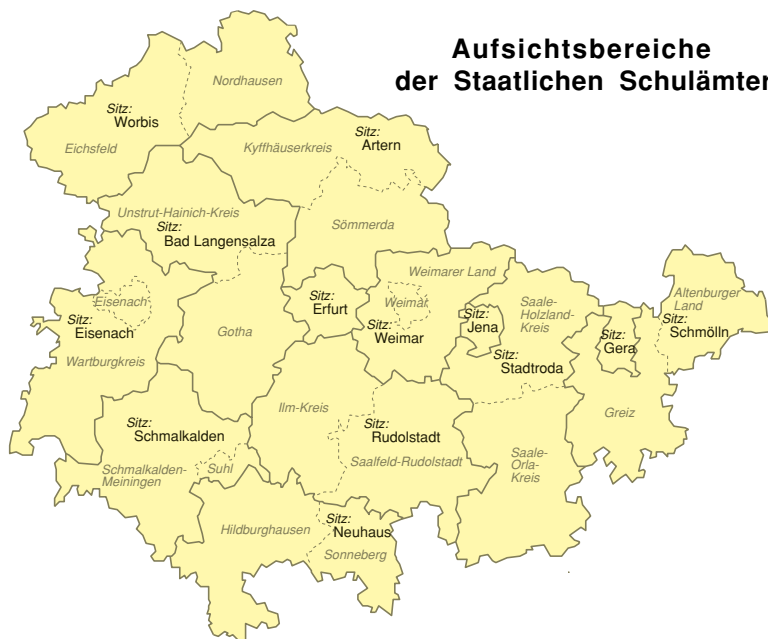 Aufsichtsbereiche
der Staatlichen Schulämter
Nordhausen
Sitz:
Worbis
Eichsfeld
Kyffhäuserkreis
Sitz:
Artern
Unstrut-Hainich-Kreis
Sitz:
Bad Langensalza
Sömmerda
Weimarer Land
Eisenach
Sitz:
Eisenach
Wartburgkreis
Gotha
Sitz:
Erfurt
Weimar
Sitz:
Weimar
Sitz:
Jena
Saale-
Holzland-
Kreis
Sitz:
Stadtroda
Sitz:
Gera
Altenburger
Land
Sitz:
Schmölln
Greiz
Sitz:
Schmalkalden
Schmalkalden-
Meiningen
Suhl
Ilm-Kreis
Sitz:
Rudolstadt
Saalfeld-Rudolstadt
Saale-
Orla-
Kreis
Hildburghausen
Sitz:
Neuhaus
Sonneberg